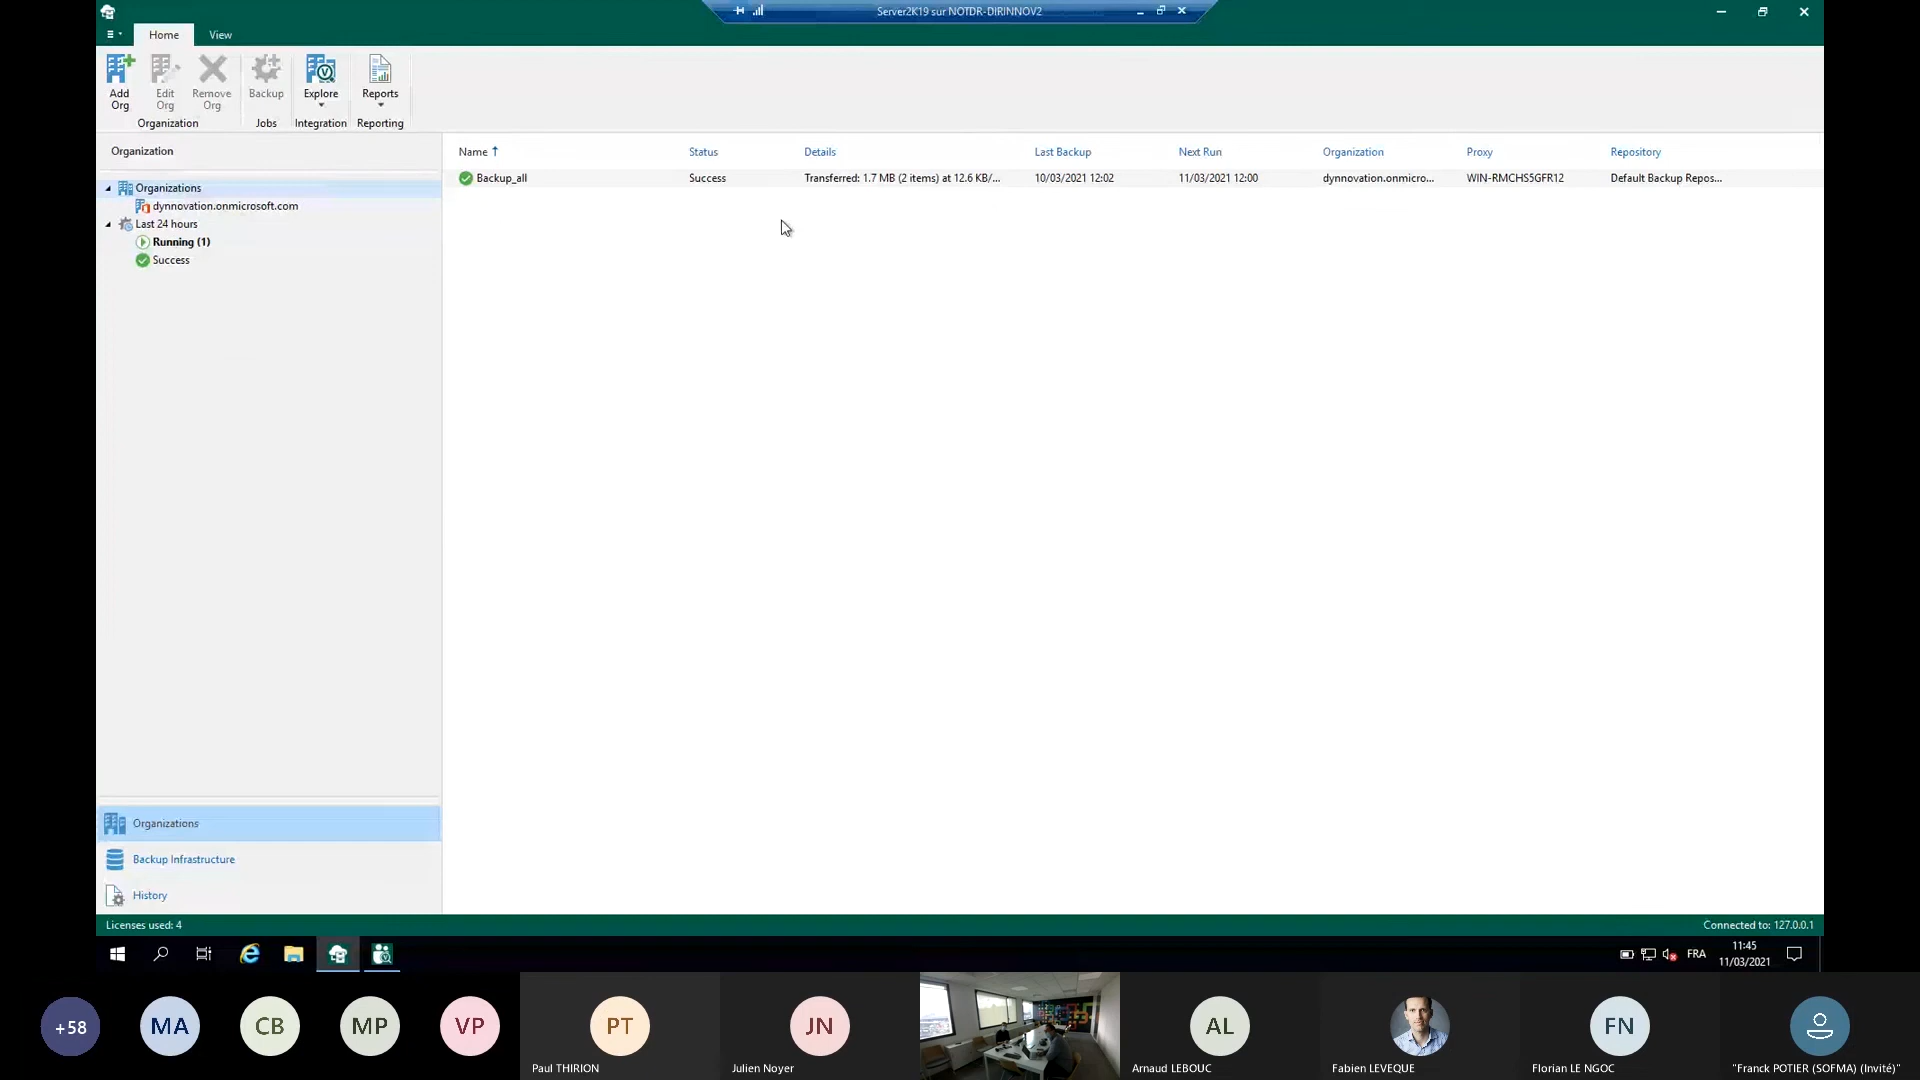 Server2K19 sur NOTDR-DIRINNOV2
Home View
Add Org
Edit Org
Remove Org
Backup
Explore
Reports
Organization
Jobs
Integration
Reporting
Organization
Organizations
dynnovation.onmicrosoft.com
Last 24 hours
Running (1)
Success
Name Status Details Last Backup Next Run Organization Proxy Repository
Backup_all Success Transferred: 1.7 MB (2 items) at 12.6 KB/... 10/03/2021 12:02 11/03/2021 12:00 dynnovation.onmicro... WIN-RMCHS5GFR12 Default Backup Repos...
Organizations
Backup Infrastructure
History
Licenses used: 4
Connected to: 127.0.0.1
FRA
11:45
11/03/2021
+58
MA
CB
MP
VP
PT
JN
AL
FN
Paul THIRION
Julien Noyer
Arnaud LEBOUC
Fabien LEVEQUE
Florian LE NGOC
"Franck POTIER (SOFMA) (Invité)"